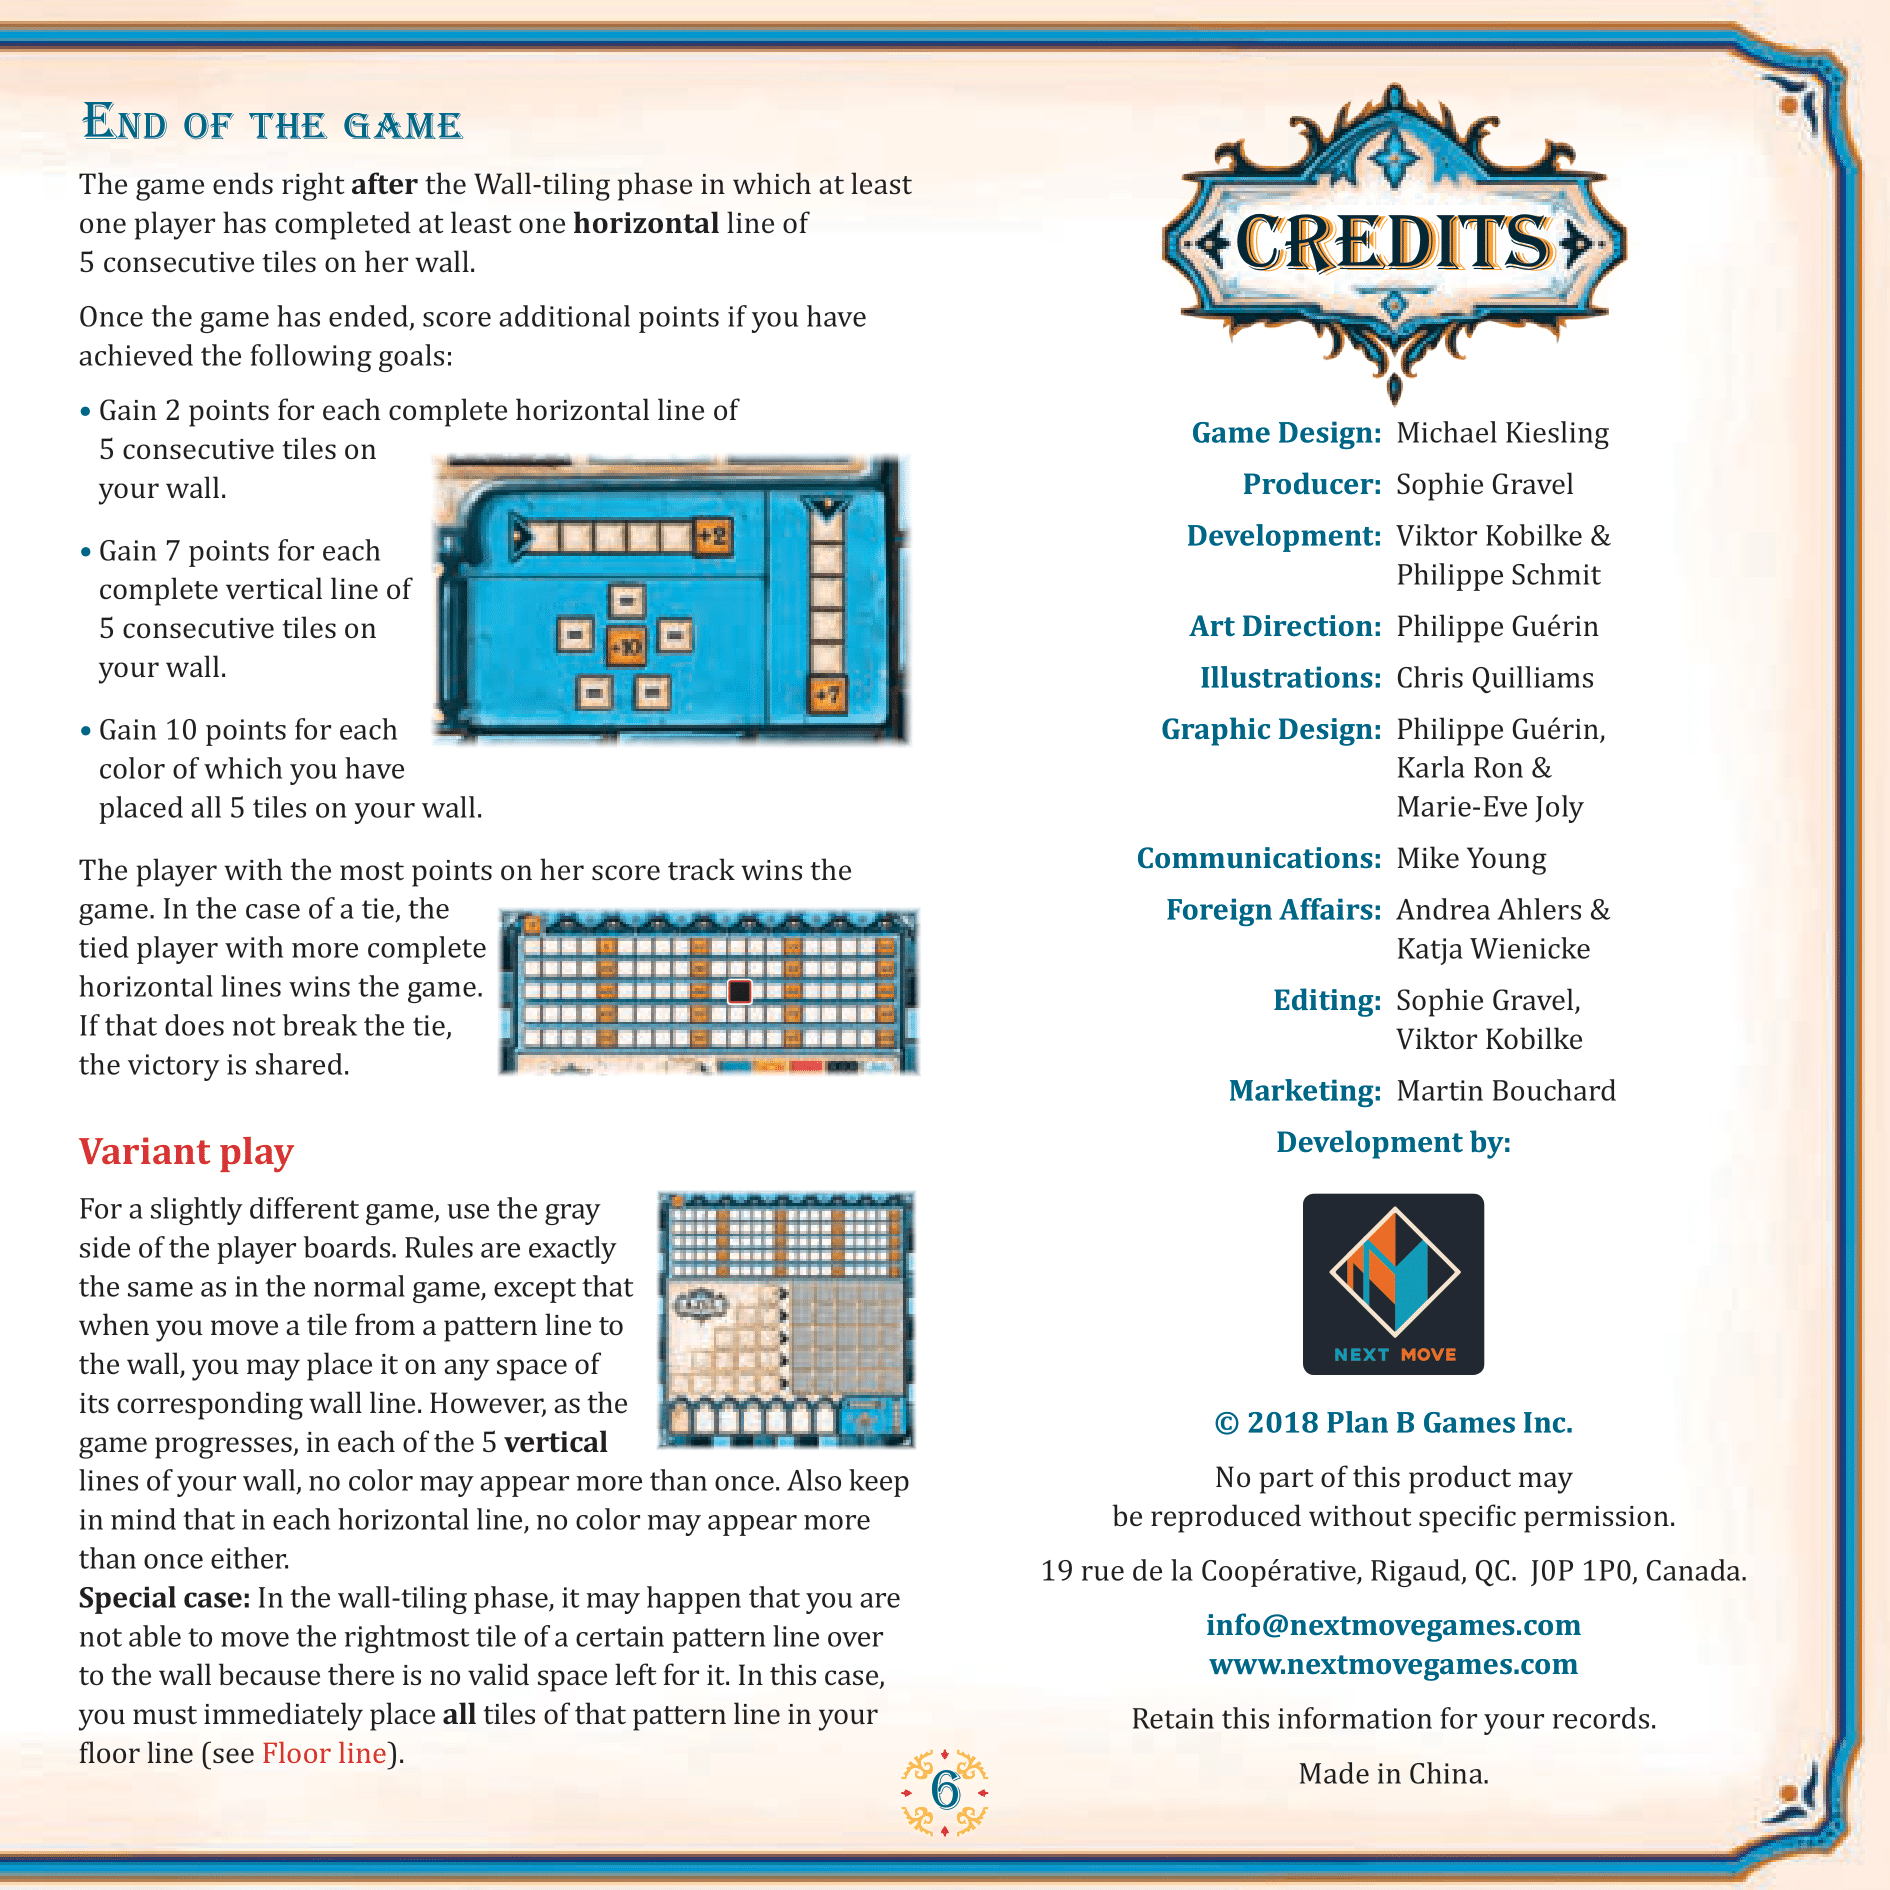 END OF THE GAME
The game ends right after the Wall-tiling phase in which at least
one player has completed at least one horizontal line of
5 consecutive tiles on her wall.
Once the game has ended, score additional points if you have
achieved the following goals:
• Gain 2 points for each complete horizontal line of
5 consecutive tiles on
your wall.
• Gain 7 points for each
complete vertical line of
5 consecutive tiles on
your wall.
• Gain 10 points for each
color of which you have
placed all 5 tiles on your wall.
+2
+10
+7
The player with the most points on her score track wins the
game. In the case of a tie, the
tied player with more complete
horizontal lines wins the game.
If that does not break the tie,
the victory is shared.
Variant play
For a slightly different game, use the gray
side of the player boards. Rules are exactly
the same as in the normal game, except that
when you move a tile from a pattern line to
the wall, you may place it on any space of
its corresponding wall line. However, as the
game progresses, in each of the 5 vertical
lines of your wall, no color may appear more than once. Also keep
in mind that in each horizontal line, no color may appear more
than once either.
Special case: In the wall-tiling phase, it may happen that you are
not able to move the rightmost tile of a certain pattern line over
to the wall because there is no valid space left for it. In this case,
you must immediately place all tiles of that pattern line in your
floor line (see Floor line).
6
CREDITS
Game Design: Michael Kiesling
Producer: Sophie Gravel
Development: Viktor Kobilke &
Philippe Schmit
Art Direction: Philippe Guérin
Illustrations: Chris Quilliams
Graphic Design: Philippe Guérin,
Karla Ron &
Marie-Eve Joly
Communications: Mike Young
Foreign Affairs: Andrea Ahlers &
Katja Wienicke
Editing: Sophie Gravel,
Viktor Kobilke
Marketing: Martin Bouchard
Development by:
NEXT MOVE
© 2018 Plan B Games Inc.
No part of this product may
be reproduced without specific permission.
19 rue de la Coopérative, Rigaud, QC. J0P 1P0, Canada.
info@nextmovegames.com
www.nextmovegames.com
Retain this information for your records.
Made in China.